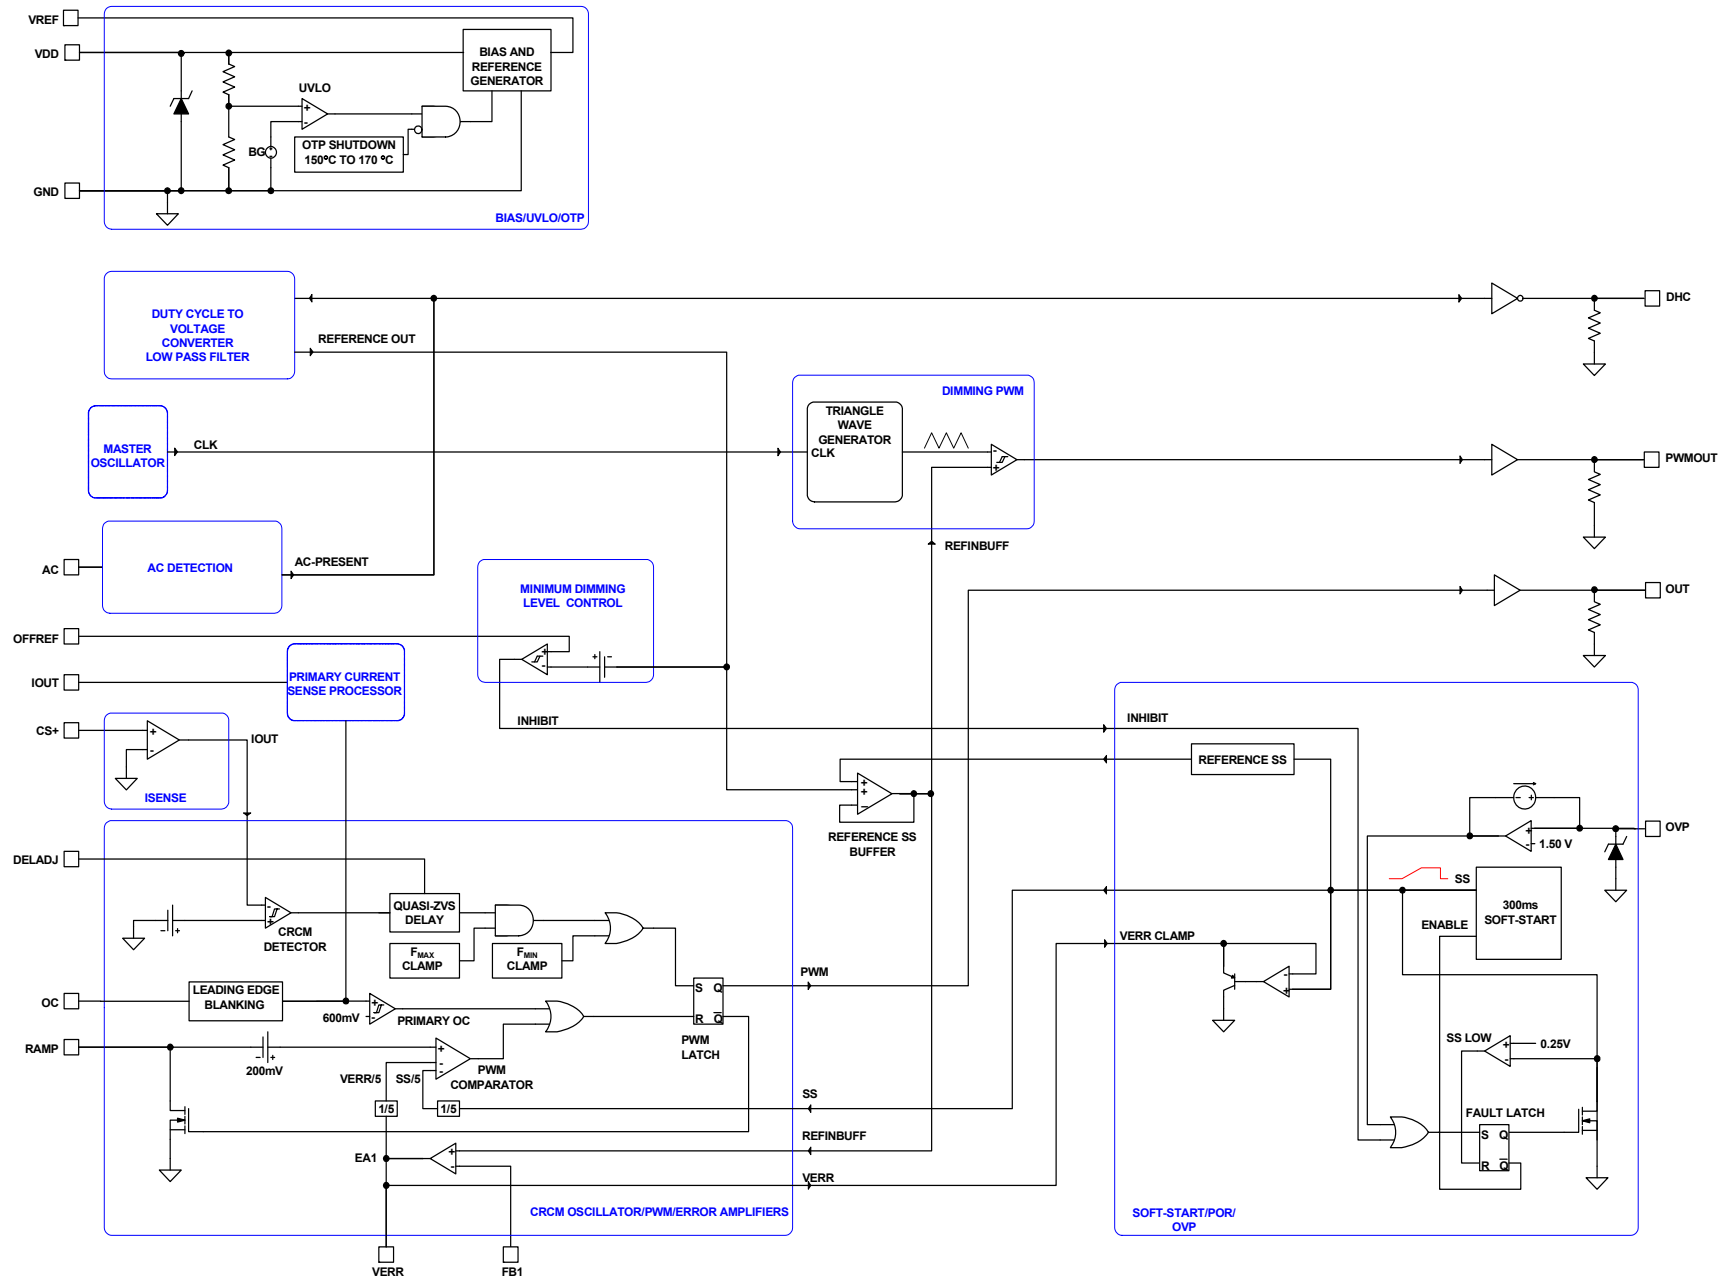 VREF
VDD
GND
BIAS AND
REFERENCE
GENERATOR
UVLO
+
-
BG
OTP SHUTDOWN
150°C TO 170 °C
BIAS/UVLO/OTP
DUTY CYCLE TO
VOLTAGE
CONVERTER
LOW PASS FILTER
REFERENCE OUT
DHC
MASTER
OSCILLATOR
CLK
DIMMING PWM
TRIANGLE
WAVE
GENERATOR
CLK
-
+
PWMOUT
REFINBUFF
AC
AC DETECTION
AC-PRESENT
MINIMUM DIMMING
LEVEL CONTROL
+
-
+ -
OUT
OFFREF
IOUT
PRIMARY CURRENT
SENSE PROCESSOR
CS+
+
-
IOUT
ISENSE
INHIBIT
INHIBIT
REFERENCE SS
+
+
-
REFERENCE SS
BUFFER
- +
+
-
1.50 V
OVP
DELADJ
QUASI-ZVS
DELAY
-
+
- +
CRCM
DETECTOR
FMAX
CLAMP
FMIN
CLAMP
SS
300ms
SOFT-START
ENABLE
VERR CLAMP
-
+
OC
LEADING EDGE
BLANKING
600mV
+
-
PRIMARY OC
S Q
R Q
PWM
LATCH
PWM
RAMP
- +
200mV
+
-
-
PWM
COMPARATOR
VERR/5
SS/5
1/5
1/5
SS
SS LOW
+
-
0.25V
FAULT LATCH
S Q
R Q
EA1
+
-
REFINBUFF
VERR
CRCM OSCILLATOR/PWM/ERROR AMPLIFIERS
SOFT-START/POR/
OVP
VERR
FB1